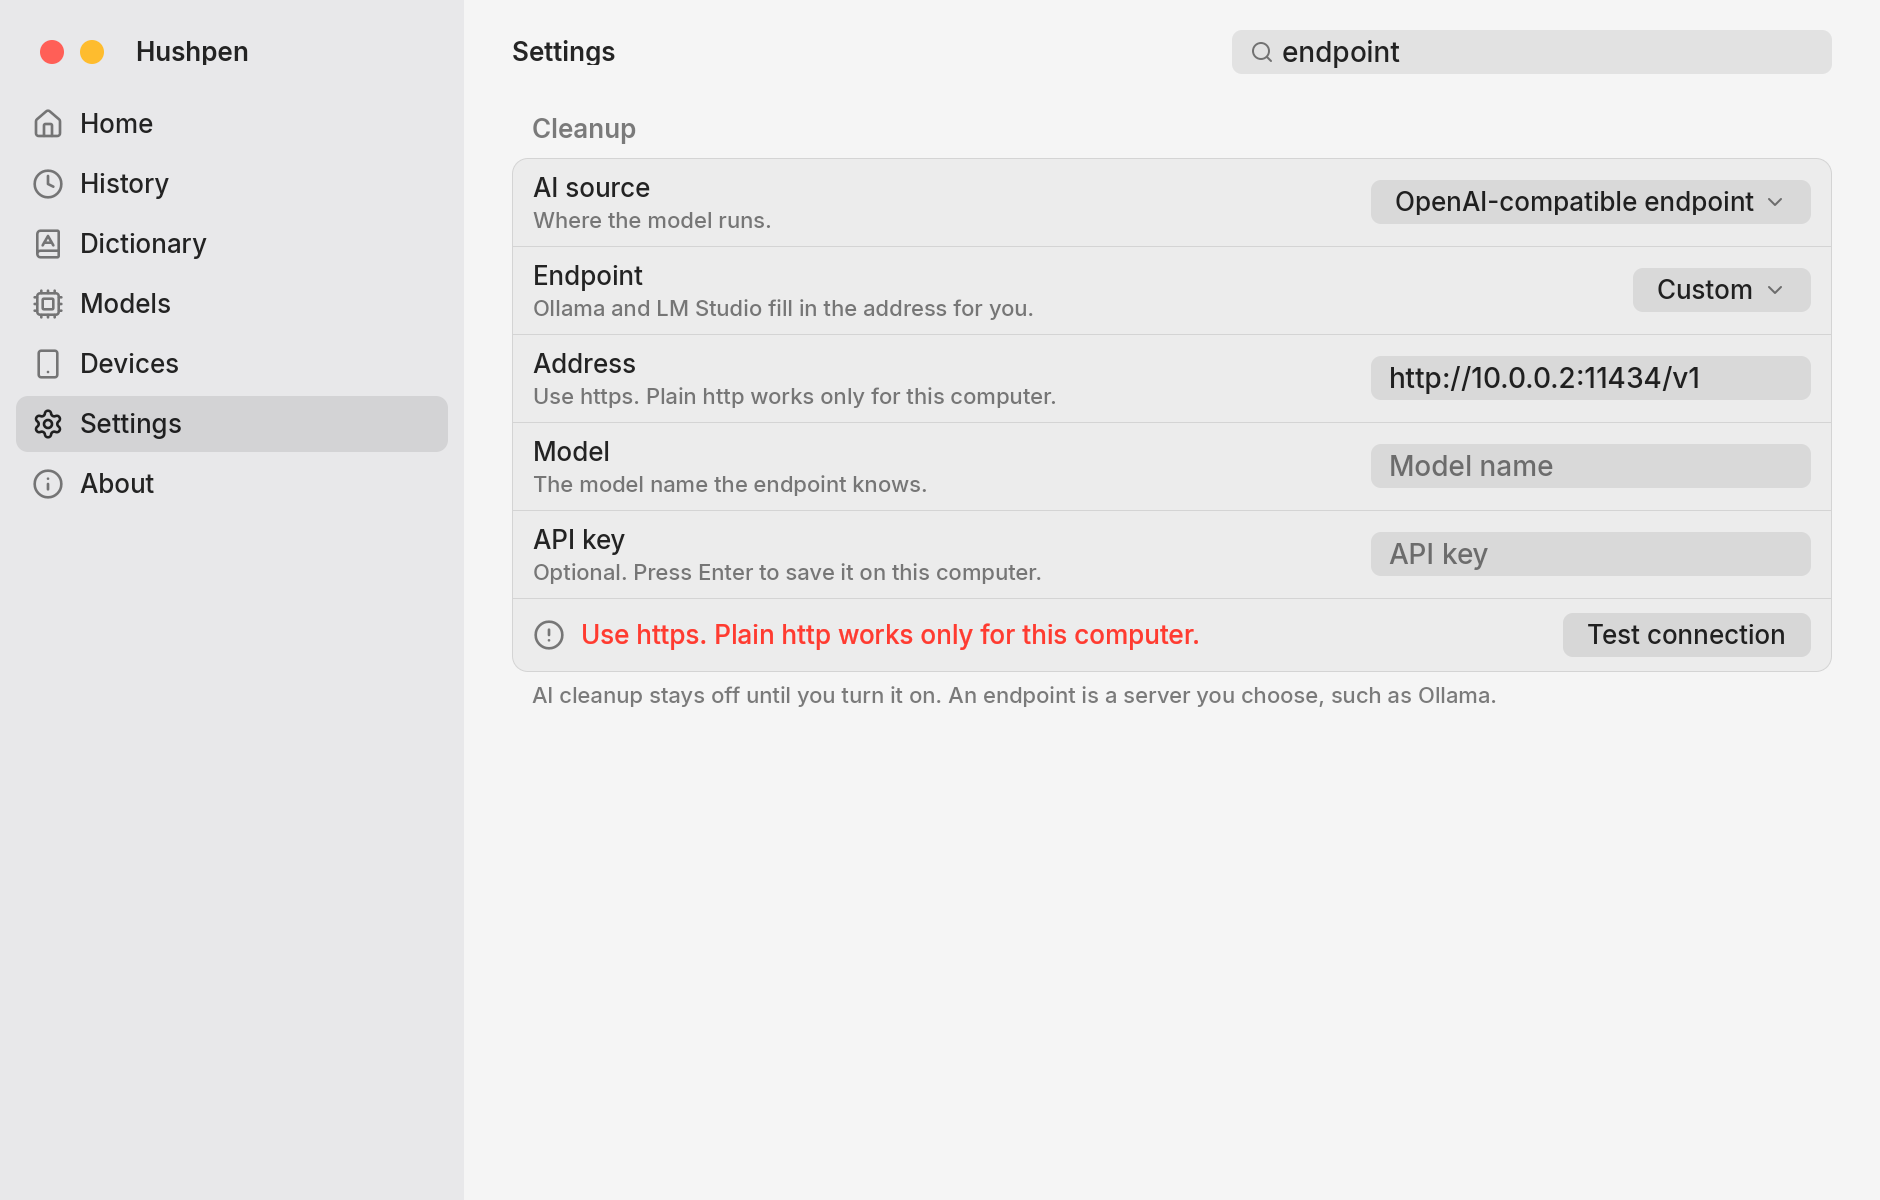 Hushpen
Home
History
Dictionary
Models
Devices
Settings
About
Settings
endpoint
Cleanup
AI source
Where the model runs.
OpenAI-compatible endpoint
Endpoint
Ollama and LM Studio fill in the address for you.
Custom
Address
Use https. Plain http works only for this computer.
http://10.0.0.2:11434/v1
Model
The model name the endpoint knows.
Model name
API key
Optional. Press Enter to save it on this computer.
API key
Use https. Plain http works only for this computer.
Test connection
AI cleanup stays off until you turn it on. An endpoint is a server you choose, such as Ollama.